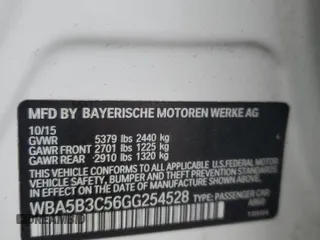 MFD BY BAYERISCHE MOTOREN WERKE AG
10/15
GVWR 5379 lbs 2440 kg
GAWR FRONT 2701 lbs 1225 kg
GAWR REAR -2910 lbs 1320 kg
THIS VEHICLE CONFORMS TO ALL APPLICABLE U.S. FEDERAL MOTOR
VEHICLE SAFETY, BUMPER AND THEFT PREVENTION STANDARDS IN
EFFECT ON THE DATE OF MANUFACTURE SHOWN ABOVE.
WBA5B3C56GG254528 TYPE: PASSENGER CAR